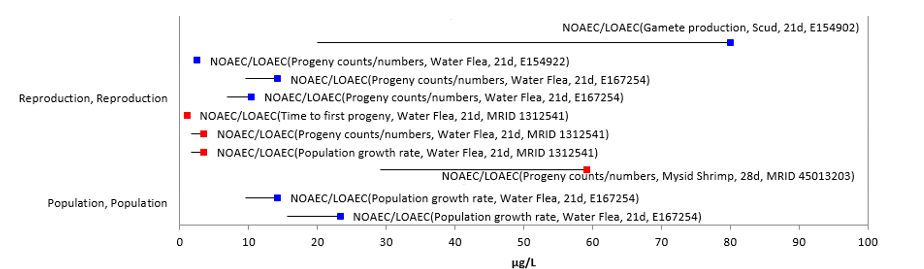 NOAEC/LOAEC(Gamete production, Scud, 21d, E154902)
NOAEC/LOAEC(Progeny counts/numbers, Water Flea, 21d, E154922)
NOAEC/LOAEC(Progeny counts/numbers, Water Flea, 21d, E167254)
Reproduction, Reproduction
NOAEC/LOAEC(Progeny counts/numbers, Water Flea, 21d, E167254)
NOAEC/LOAEC(Time to first progeny, Water Flea, 21d, MRID 1312541)
NOAEC/LOAEC(Progeny counts/numbers, Water Flea, 21d, MRID 1312541)
NOAEC/LOAEC(Population growth rate, Water Flea, 21d, MRID 1312541)
NOAEC/LOAEC(Progeny counts/numbers, Mysid Shrimp, 28d, MRID 45013203)
Population, Population
NOAEC/LOAEC(Population growth rate, Water Flea, 21d, E167254)
NOAEC/LOAEC(Population growth rate, Water Flea, 21d, E167254)
0 10 20 30 40 50 60 70 80 90 100
µg/L